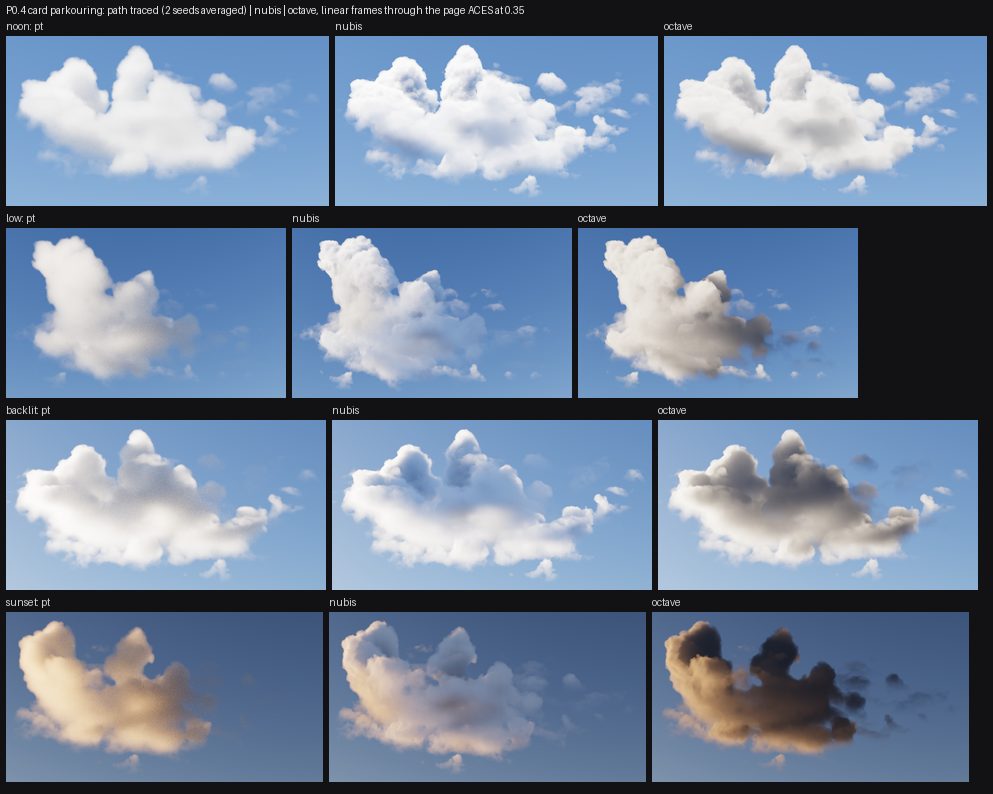 P0.4 card parkouring: path traced (2 seeds averaged) | nubis | octave, linear frames through the page ACES at 0.35
noon: pt nubis octave
low: pt nubis octave
backlit: pt nubis octave
sunset: pt nubis octave